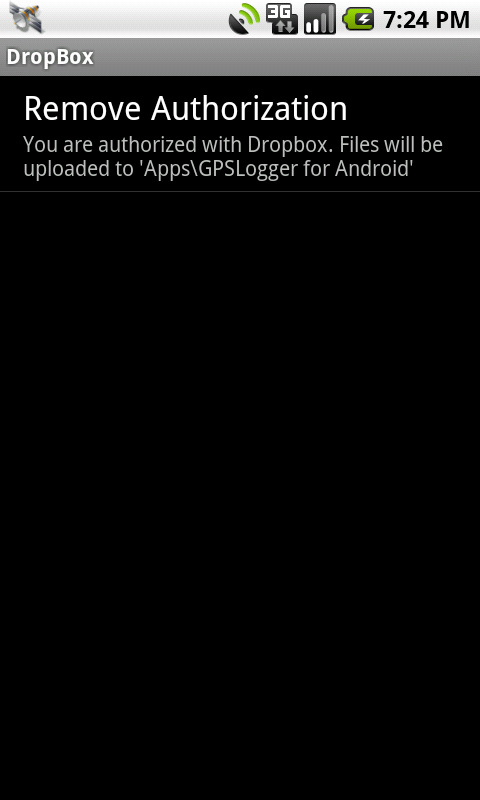 3G
7:24 PM
DropBox
Remove Authorization
You are authorized with Dropbox. Files will be
uploaded to 'Apps\GPSLogger for Android'